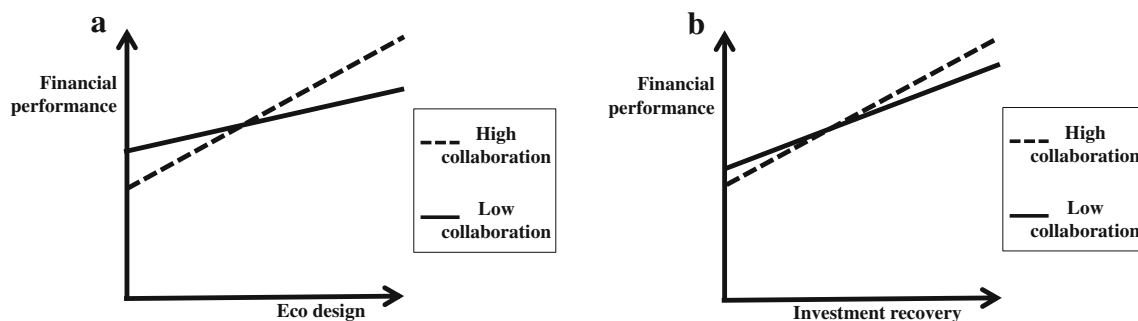 a
Financial
performance
High
collaboration
Low
collaboration
Eco design
b
Financial
performance
High
collaboration
Low
collaboration
Investment recovery